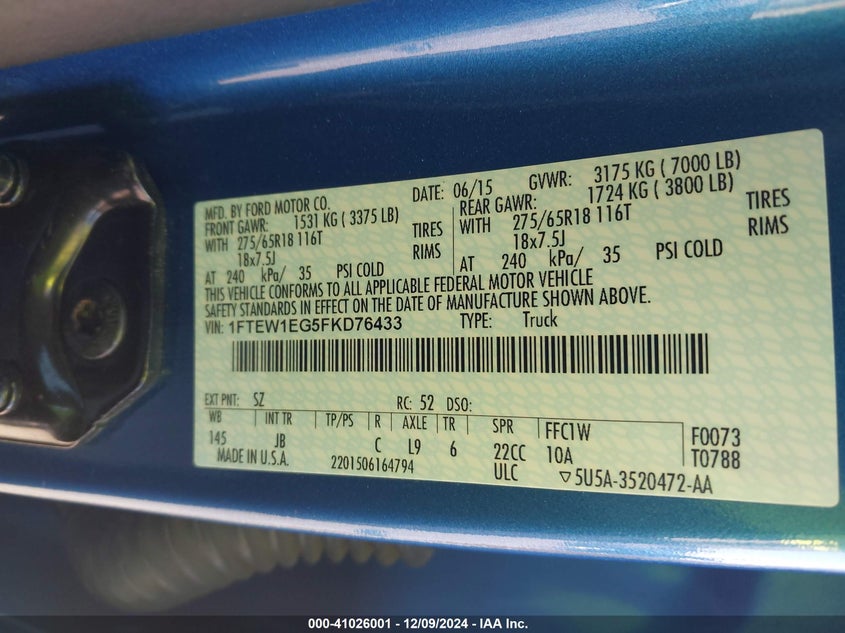 MFD. BY FORD MOTOR CO. DATE: 06/15 GVWR: 3175 KG ( 7000 LB)
FRONT GAWR: 1531 KG ( 3375 LB) REAR GAWR: 1724 KG ( 3800 LB)
WITH 275/65R18 116T TIRES WITH 275/65R18 116T TIRES
18x7.5J RIMS 18x7.5J RIMS
AT 240 kPa/ 35 PSI COLD AT 240 kPa/ 35 PSI COLD
THIS VEHICLE CONFORMS TO ALL APPLICABLE FEDERAL MOTOR VEHICLE
SAFETY STANDARDS IN EFFECT ON THE DATE OF MANUFACTURE SHOWN ABOVE.
VIN: 1FTEW1EG5FKD76433 TYPE: Truck
EXT PNT: SZ RC: 52 DSO:
WB INT TR TP/PS R AXLE TR SPR FFC1W F0073
145 JB C L9 6 22CC 10A T0788
MADE IN U.S.A. 2201506164794 ULC ▽5U5A-3520472-AA
000-41026001 - 12/09/2024 - IAA Inc.